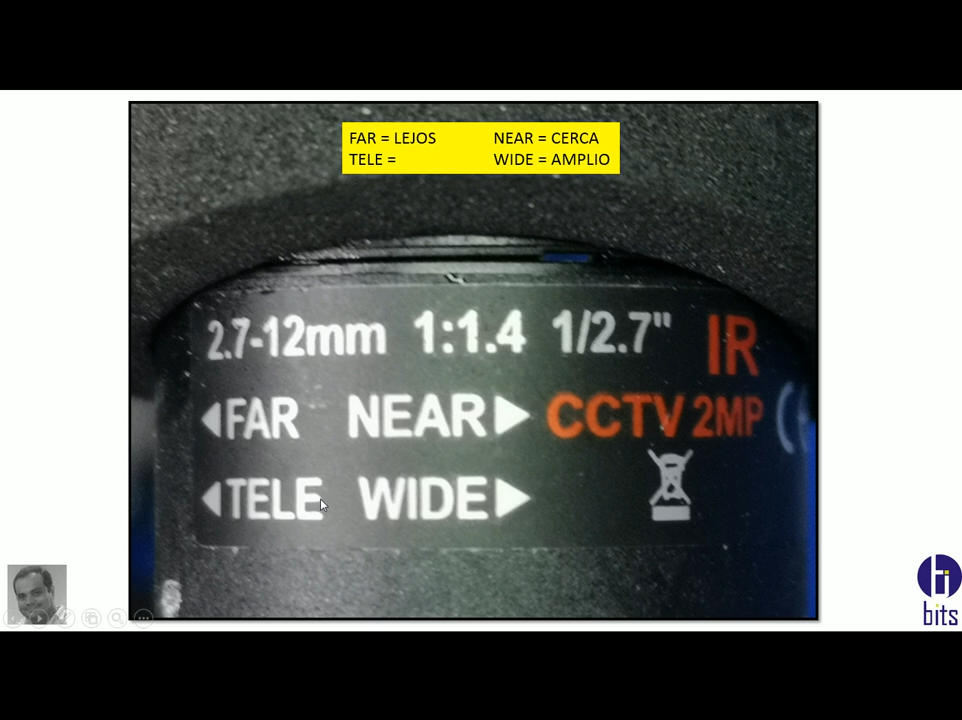 FAR = LEJOS NEAR = CERCA
TELE = WIDE = AMPLIO
2.7-12mm 1:1.4 1/2.7" IR
◀FAR NEAR▶ CCTV 2MP
◀TELE WIDE▶
bits